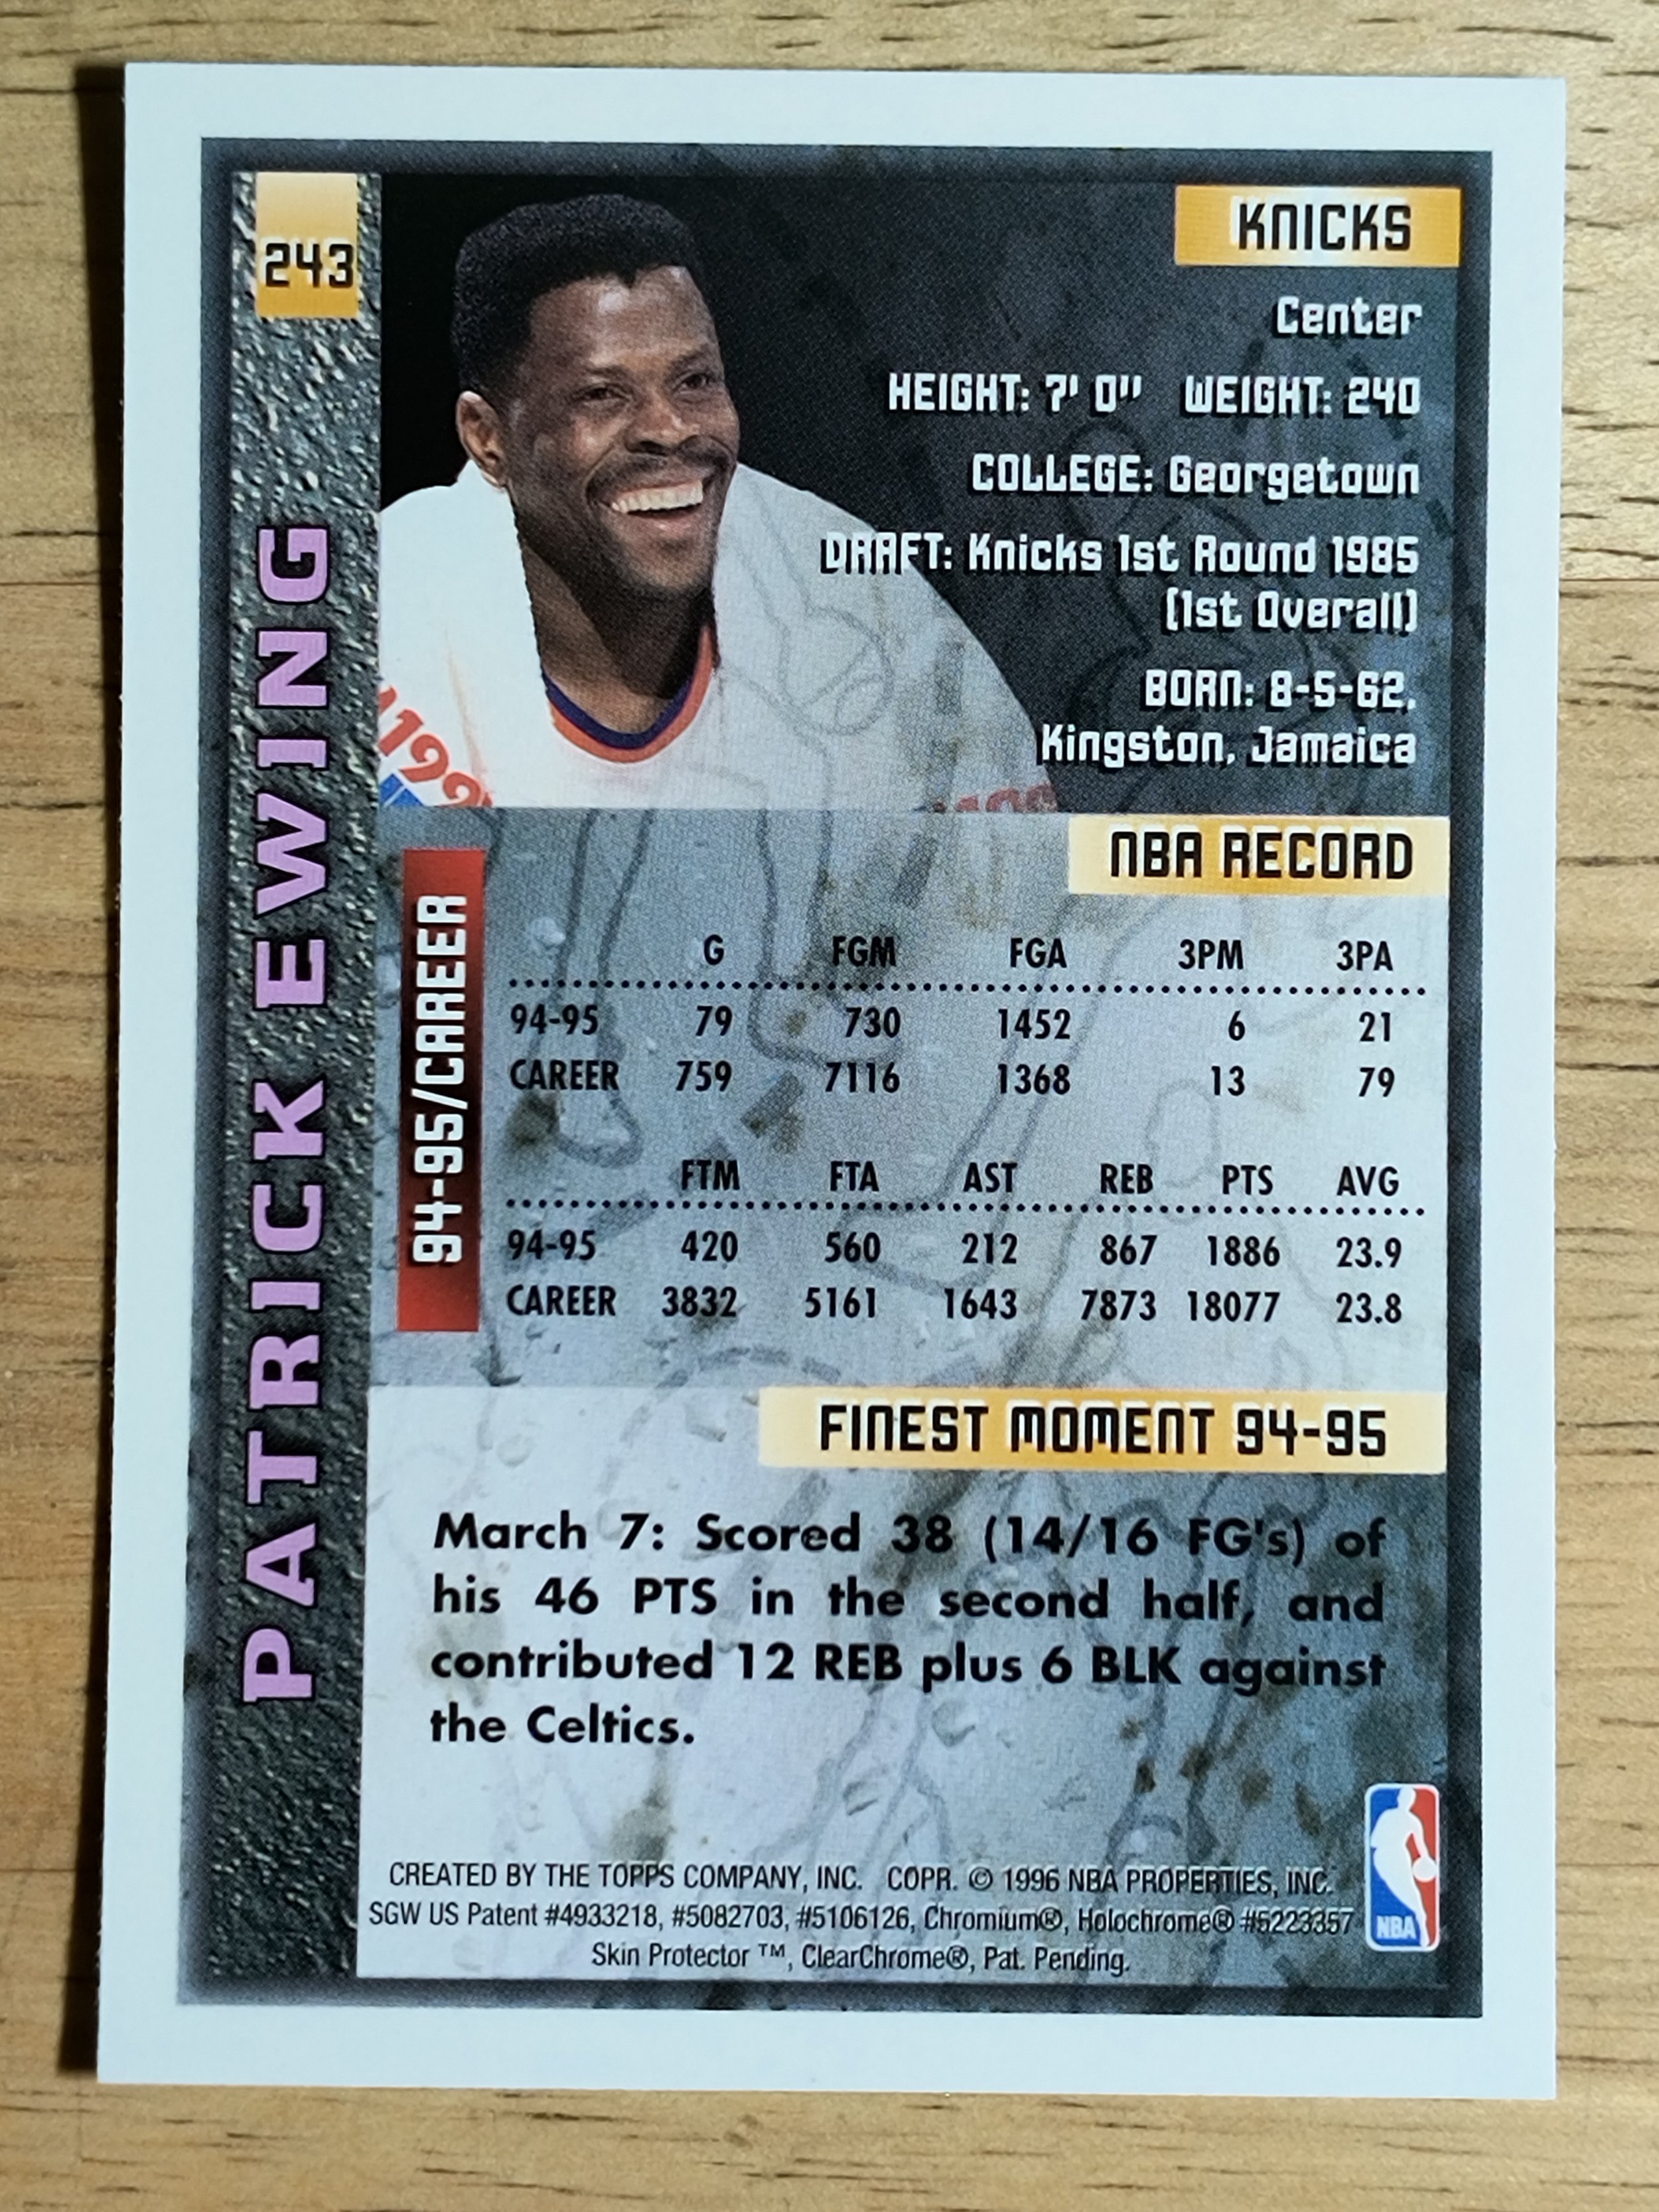 243
KNICKS
Center
HEIGHT: 7' 0" WEIGHT: 240
COLLEGE: Georgetown
DRAFT: Knicks 1st Round 1985
(1st Overall)
BORN: 8-5-62,
Kingston, Jamaica
PATRICK EWING
NBA RECORD
94-95/CAREER
G FGM FGA 3PM 3PA
94-95 79 730 1452 6 21
CAREER 759 7116 1368 13 79
FTM FTA AST REB PTS AVG
94-95 420 560 212 867 1886 23.9
CAREER 3832 5161 1643 7873 18077 23.8
FINEST MOMENT 94-95
March 7: Scored 38 (14/16 FG's) of
his 46 PTS in the second half, and
contributed 12 REB plus 6 BLK against
the Celtics.
CREATED BY THE TOPPS COMPANY, INC. COPR. © 1996 NBA PROPERTIES, INC.
SGW US Patent #4933218, #5082703, #5106126, Chromium®, Holochrome® #5223357
Skin Protector ™, ClearChrome®, Pat. Pending.
NBA